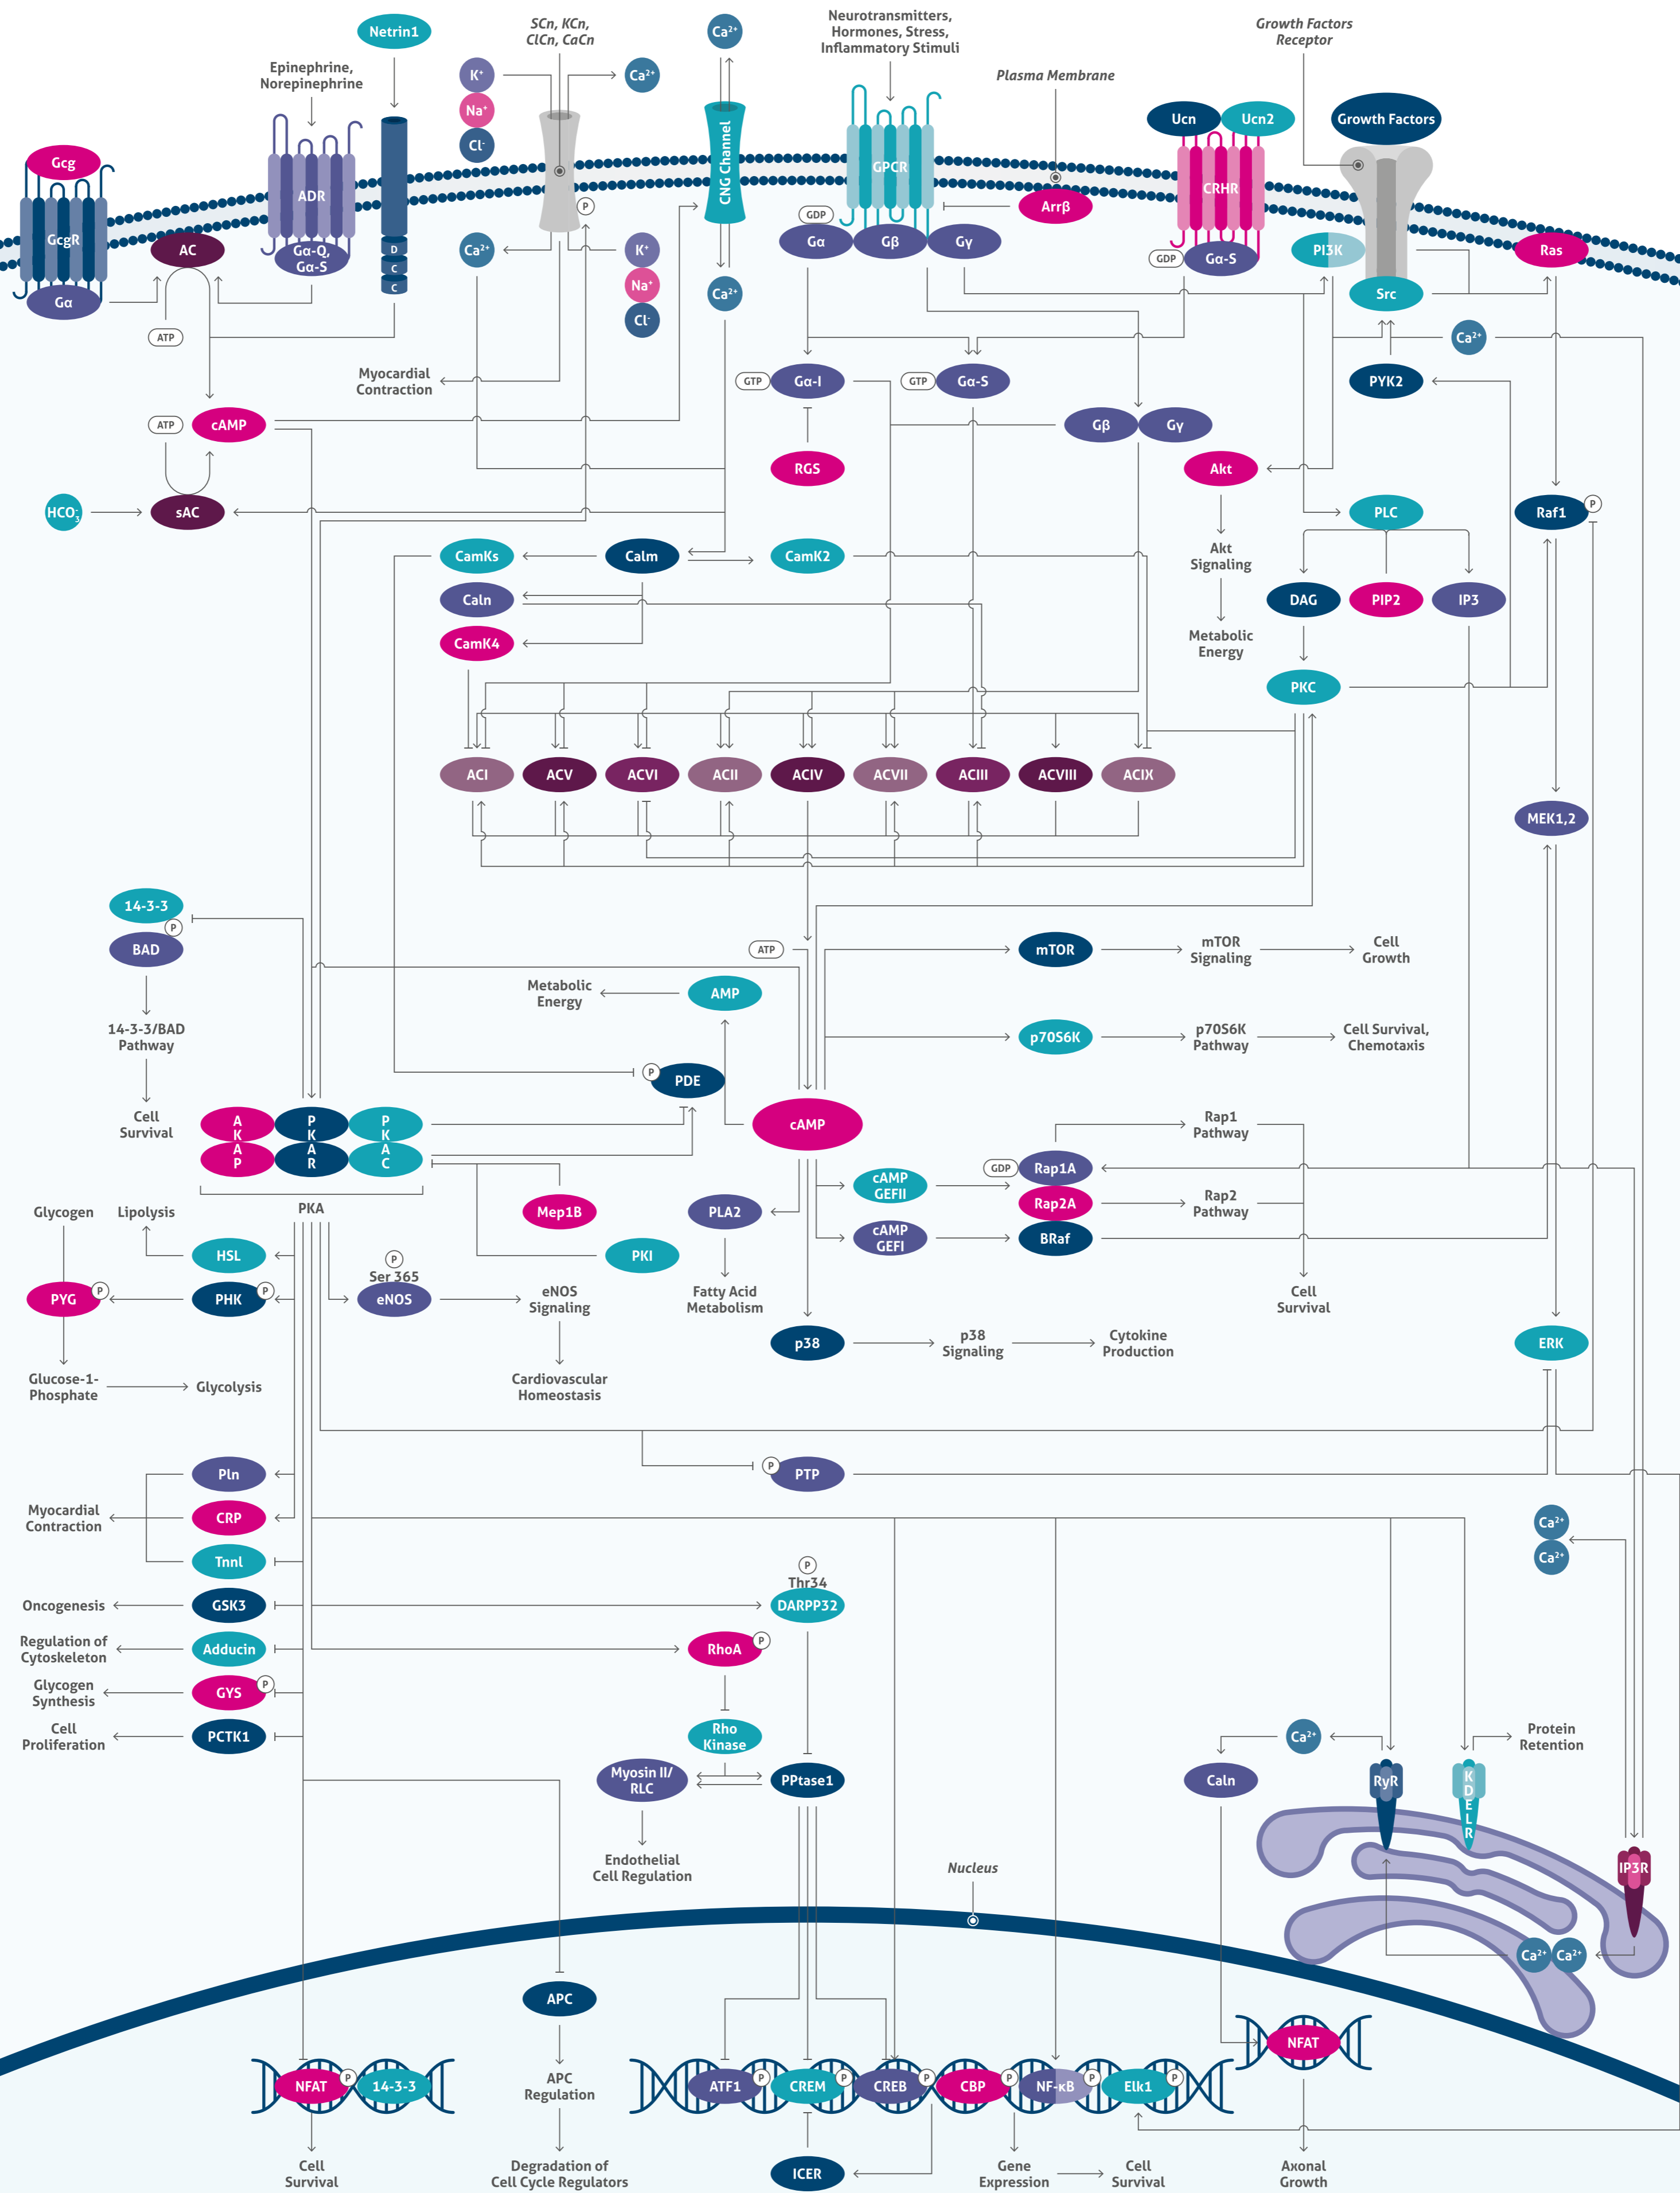 Netrin1
SCn, KCn,
ClCn, CaCn
Ca²⁺
Neurotransmitters,
Hormones, Stress,
Inflammatory Stimuli
Growth Factors
Receptor
Epinephrine,
Norepinephrine
K⁺
Na⁺
Cl⁻
Ca²⁺
Plasma Membrane
Ucn
Ucn2
Growth Factors
Gcg
GcgR
Gα
AC
ADR
Gα-Q,
Gα-S
D
C
C
P
CNG Channel
GPCR
GDP
Gα
Gβ
Gγ
Arrβ
CRHR
GDP
Gα-S
PI3K
Src
Ras
Ca²⁺
K⁺
Na⁺
Cl⁻
Ca²⁺
ATP
Ca²⁺
Myocardial
Contraction
GTP
Gα-I
GTP
Gα-S
PYK2
ATP
cAMP
Gβ
Gγ
RGS
Akt
HCO₃⁻
sAC
PLC
Raf1
P
CamKs
Calm
CamK2
Akt
Signaling
Caln
DAG
PIP2
IP3
CamK4
Metabolic
Energy
PKC
ACI
ACV
ACVI
ACII
ACIV
ACVII
ACIII
ACVIII
ACIX
MEK1,2
14-3-3
P
BAD
ATP
mTOR
mTOR
Signaling
Cell
Growth
Metabolic
Energy
AMP
14-3-3/BAD
Pathway
p70S6K
p70S6K
Pathway
Cell Survival,
Chemotaxis
P
PDE
Cell
Survival
A
K
A
P
P
K
A
R
P
K
A
C
cAMP
Rap1
Pathway
cAMP
GEFII
GDP
Rap1A
Rap2A
Rap2
Pathway
PKA
Mep1B
PLA2
cAMP
GEFI
BRaf
Glycogen
Lipolysis
HSL
P
Ser 365
eNOS
PKI
PYG
P
PHK
P
eNOS
Signaling
Fatty Acid
Metabolism
Cell
Survival
p38
p38
Signaling
Cytokine
Production
ERK
Glucose-1-
Phosphate
Glycolysis
Cardiovascular
Homeostasis
Pln
P
PTP
Myocardial
Contraction
CRP
Ca²⁺
Ca²⁺
TnnI
P
Thr34
DARPP32
Oncogenesis
GSK3
Regulation of
Cytoskeleton
Adducin
RhoA
P
Glycogen
Synthesis
GYS
P
Cell
Proliferation
PCTK1
Rho
Kinase
Ca²⁺
Protein
Retention
Myosin II/
RLC
PPtase1
Caln
RyR
K
D
E
L
R
Endothelial
Cell Regulation
Nucleus
IP3R
Ca²⁺
Ca²⁺
APC
NFAT
NFAT
P
14-3-3
APC
Regulation
ATF1
P
CREM
P
CREB
P
CBP
P
NF-κB
P
Elk1
P
Cell
Survival
Degradation of
Cell Cycle Regulators
ICER
Gene
Expression
Cell
Survival
Axonal
Growth